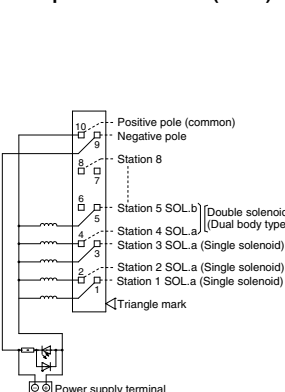 10
Positive pole (common)
9
Negative pole
8
Station 8
7
6
Station 5 SOL.b
5
Double solenoid
(Dual body type
4
Station 4 SOL.a
3
Station 3 SOL.a (Single solenoid)
2
Station 2 SOL.a (Single solenoid)
1
Station 1 SOL.a (Single solenoid)
Triangle mark
Power supply terminal